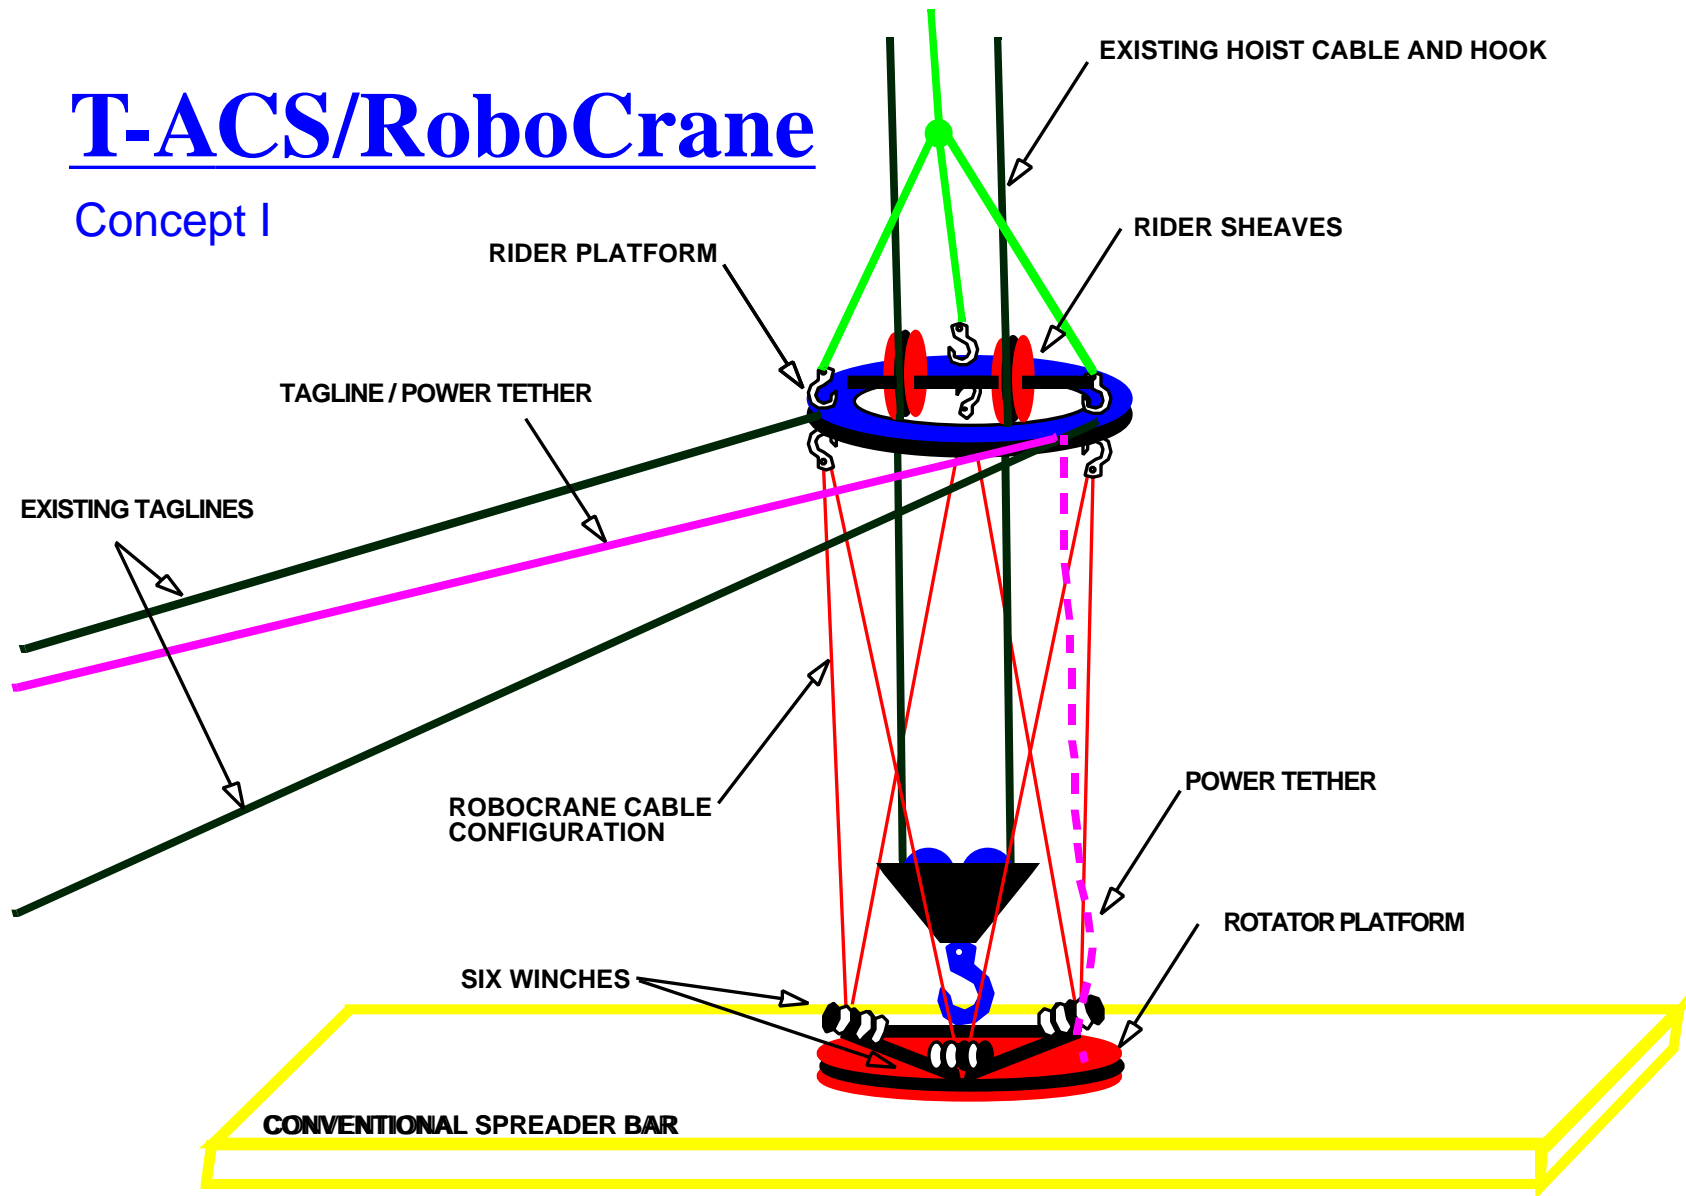 T-ACS/RoboCrane
Concept I
EXISTING HOIST CABLE AND HOOK
RIDER SHEAVES
RIDER PLATFORM
TAGLINE / POWER TETHER
EXISTING TAGLINES
ROBOCRANE CABLE
CONFIGURATION
POWER TETHER
ROTATOR PLATFORM
SIX WINCHES
CONVENTIONAL SPREADER BAR